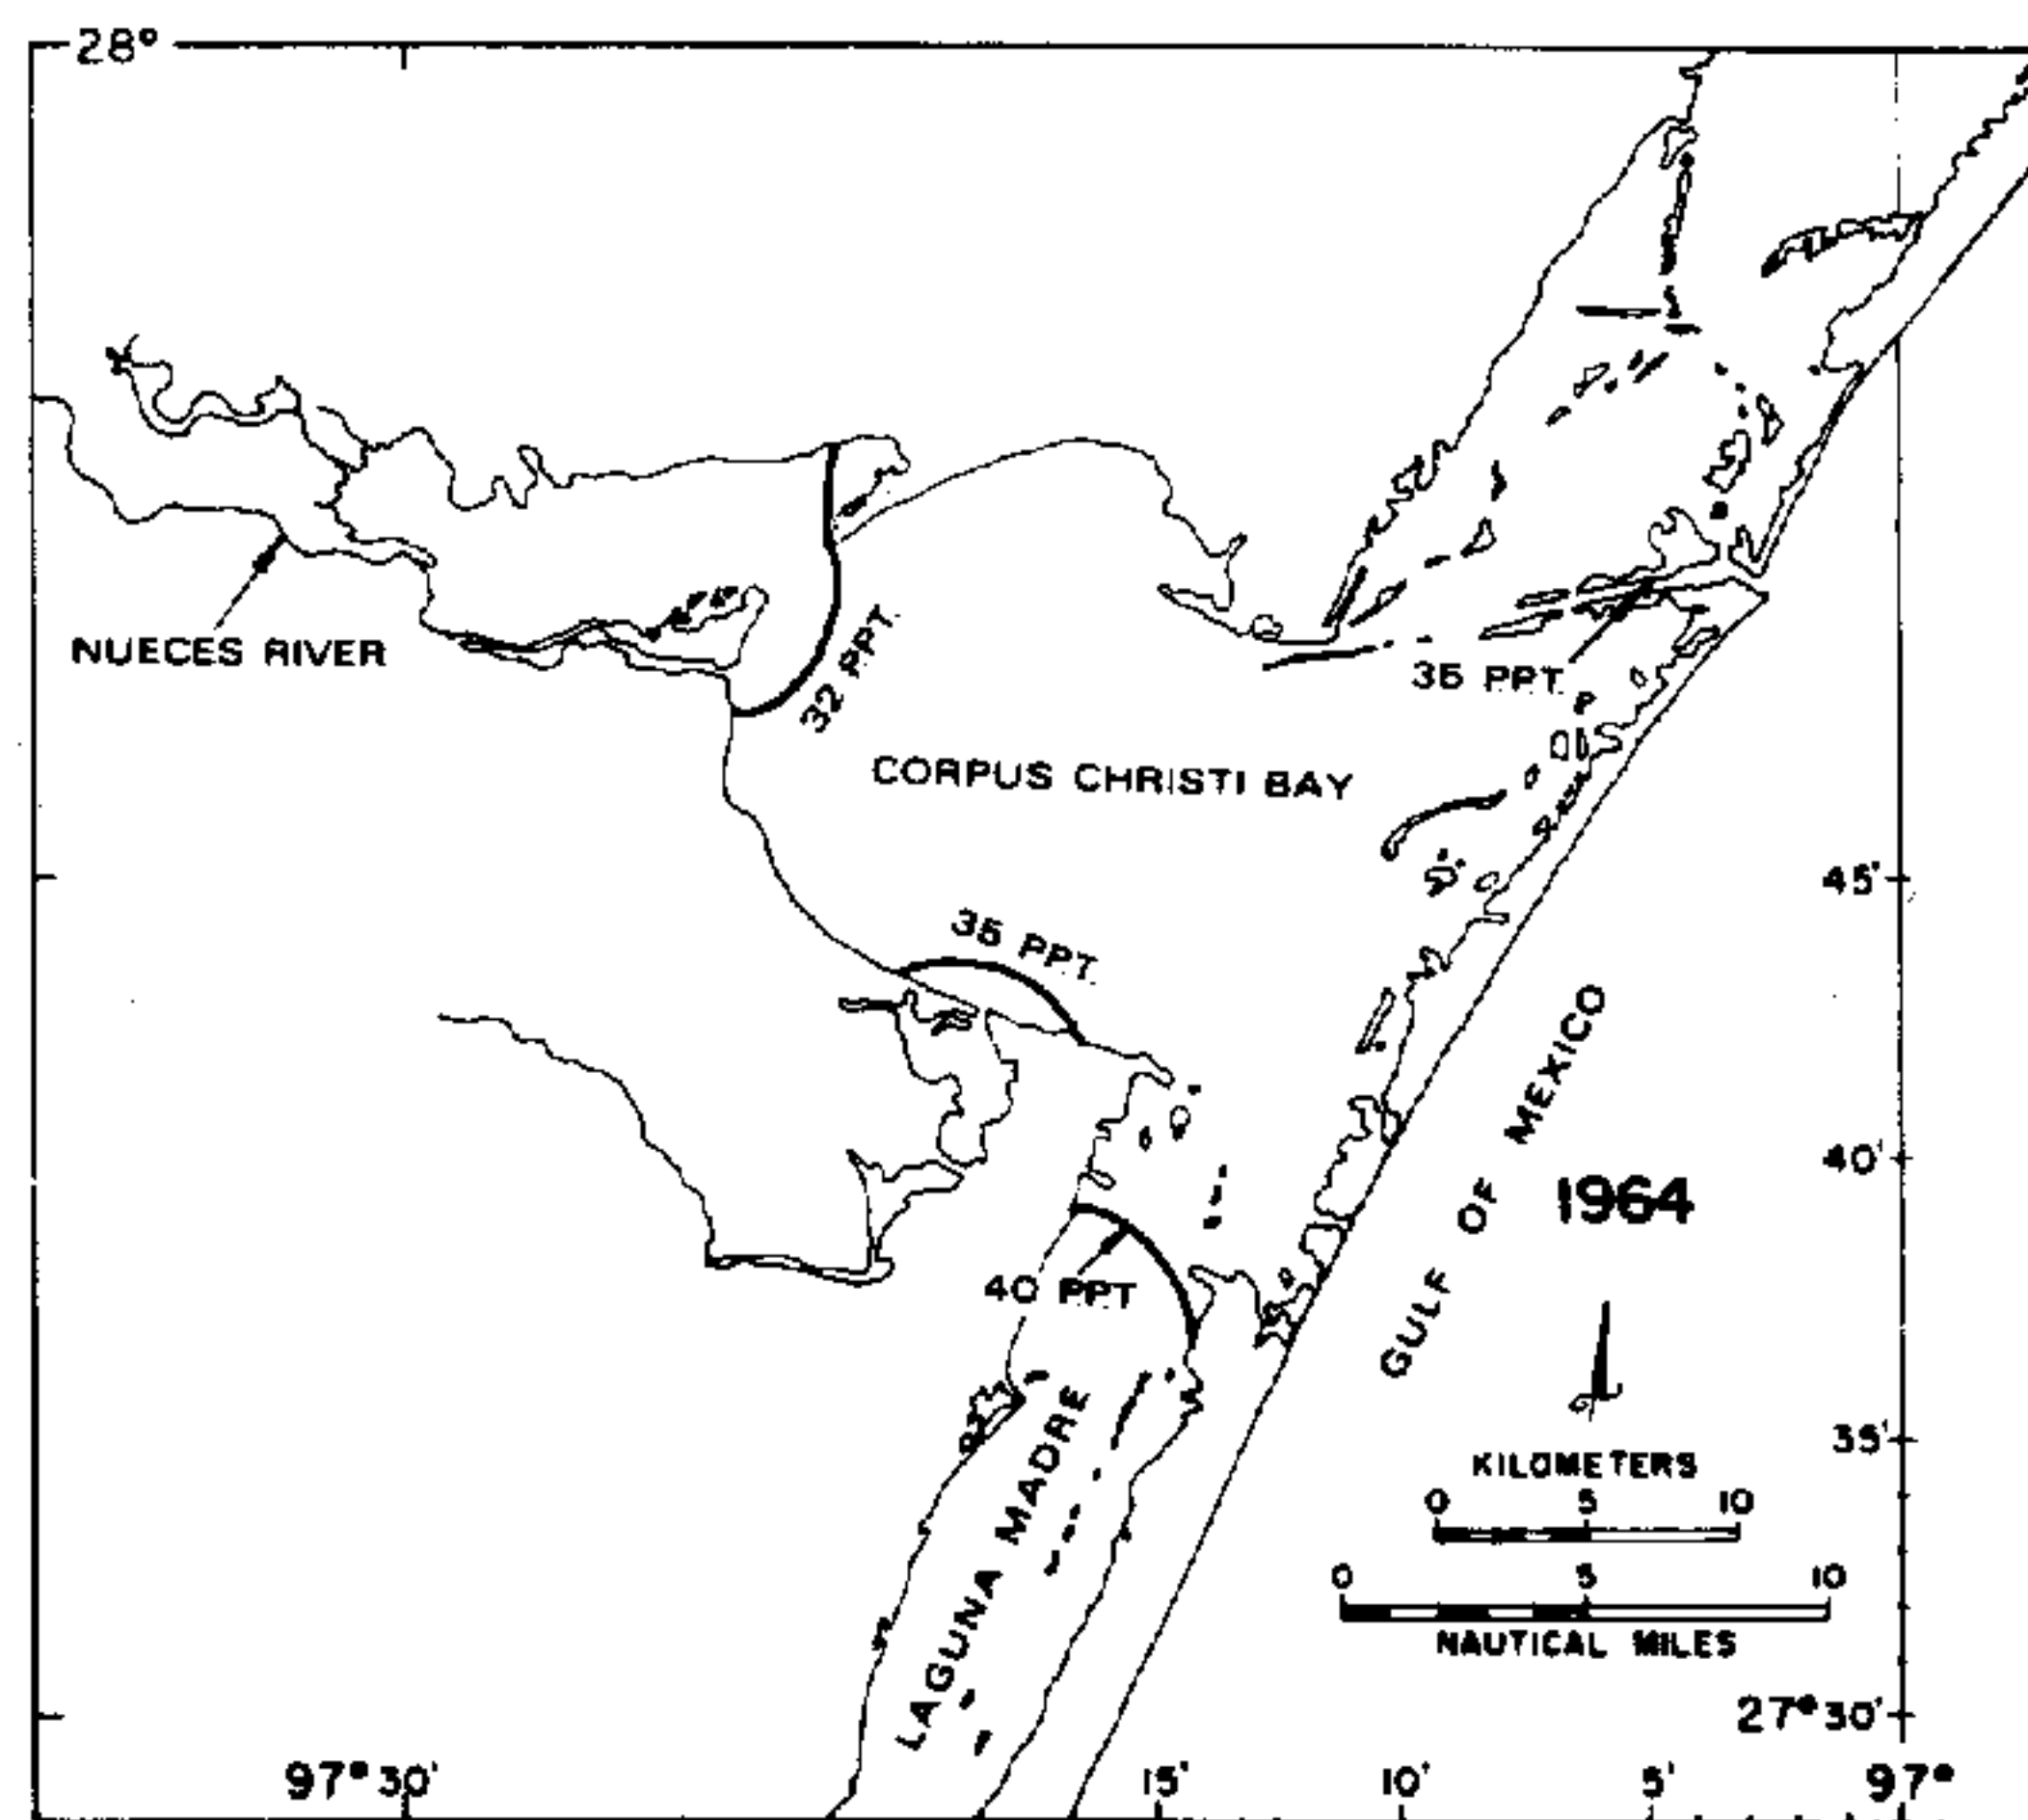 28°
NUECES RIVER
32 PPT.
35 PPT.
CORPUS CHRISTI BAY
45'
35 PPT.
GULF OF MEXICO
40'
1964
40 PPT.
35'
KILOMETERS
0 5 10
0 5 10
NAUTICAL MILES
LAGUNA MADRE
27°30'
97°30' 15' 10' 5' 97°